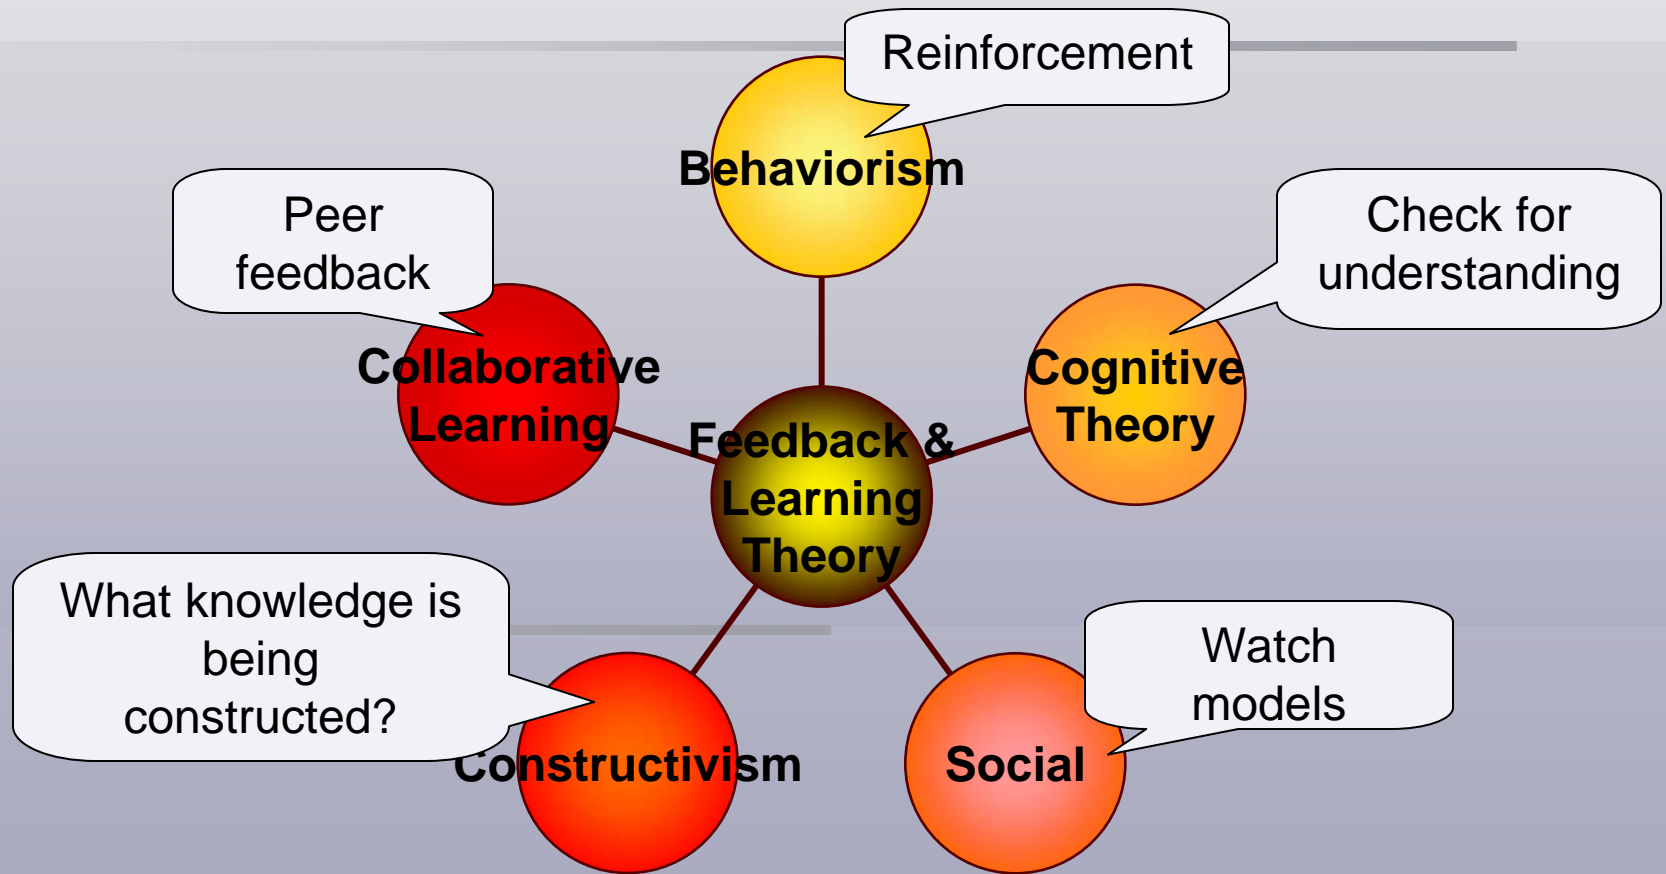 Reinforcement
Behaviorism
Peer
feedback
Check for
understanding
Collaborative
Learning
Cognitive
Theory
Feedback &
Learning
Theory
What knowledge is
being
constructed?
Constructivism
Watch
models
Social